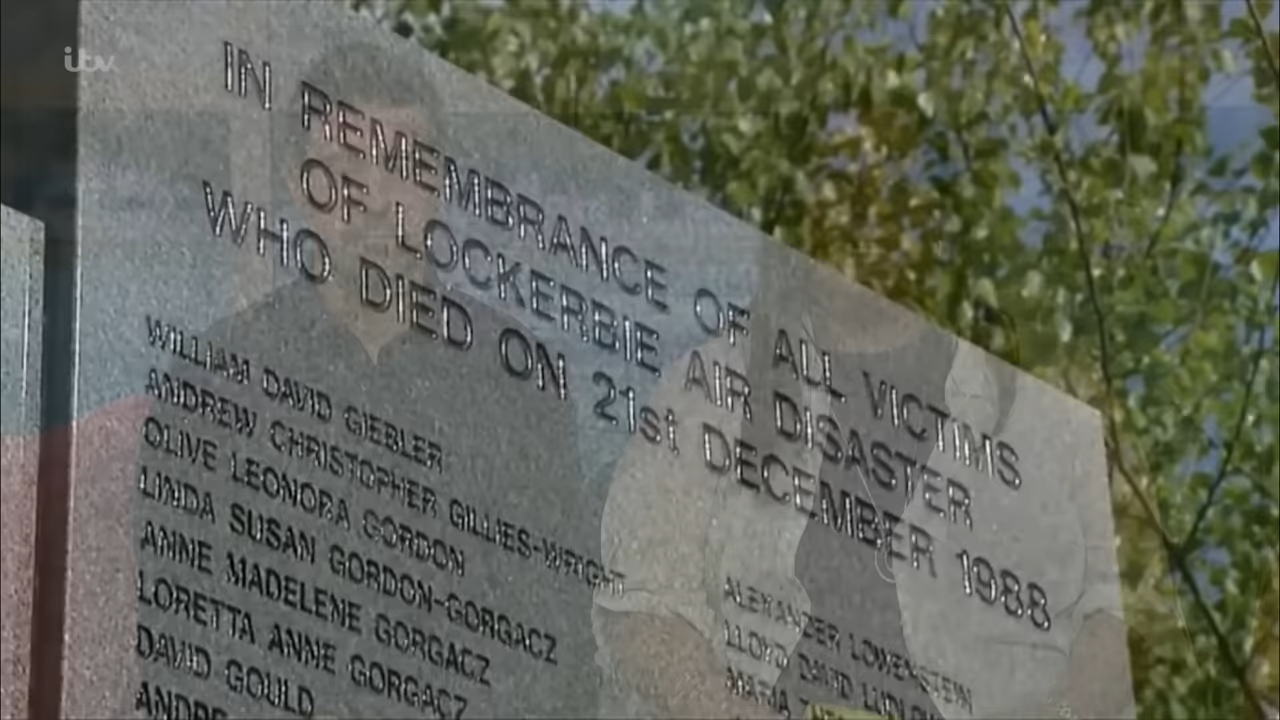 itv
IN REMEMBRANCE OF ALL VICTIMS
OF LOCKERBIE AIR DISASTER
WHO DIED ON 21st DECEMBER 1988
WILLIAM DAVID GIEBLER
ANDREW CHRISTOPHER GILLIES-WRIGHT
OLIVE LEONORA GORDON
LINDA SUSAN GORDON-GORGACZ
ANNE MADELENE GORGACZ
LORETTA ANNE GORGACZ
DAVID GOULD
ALEXANDER LOWENSTEIN
LLOYD DAVID LUDLOW
MARIA